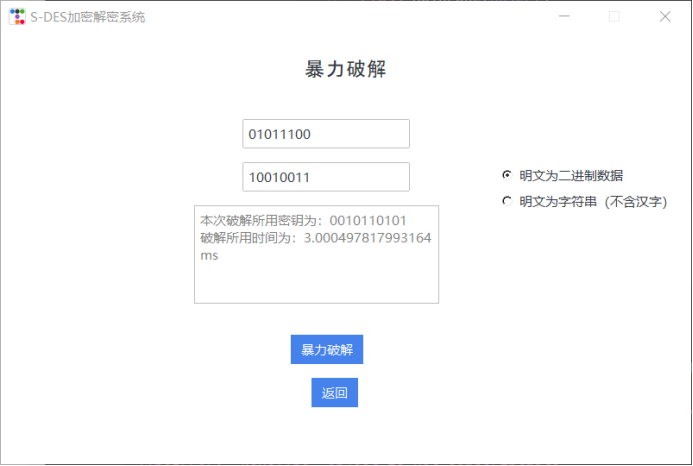 S-DES加密解密系统
暴力破解
01011100
10010011
明文为二进制数据
明文为字符串（不含汉字）
本次破解所用密钥为：0010110101
破解所用时间为：3.000497817993164
ms
暴力破解
返回